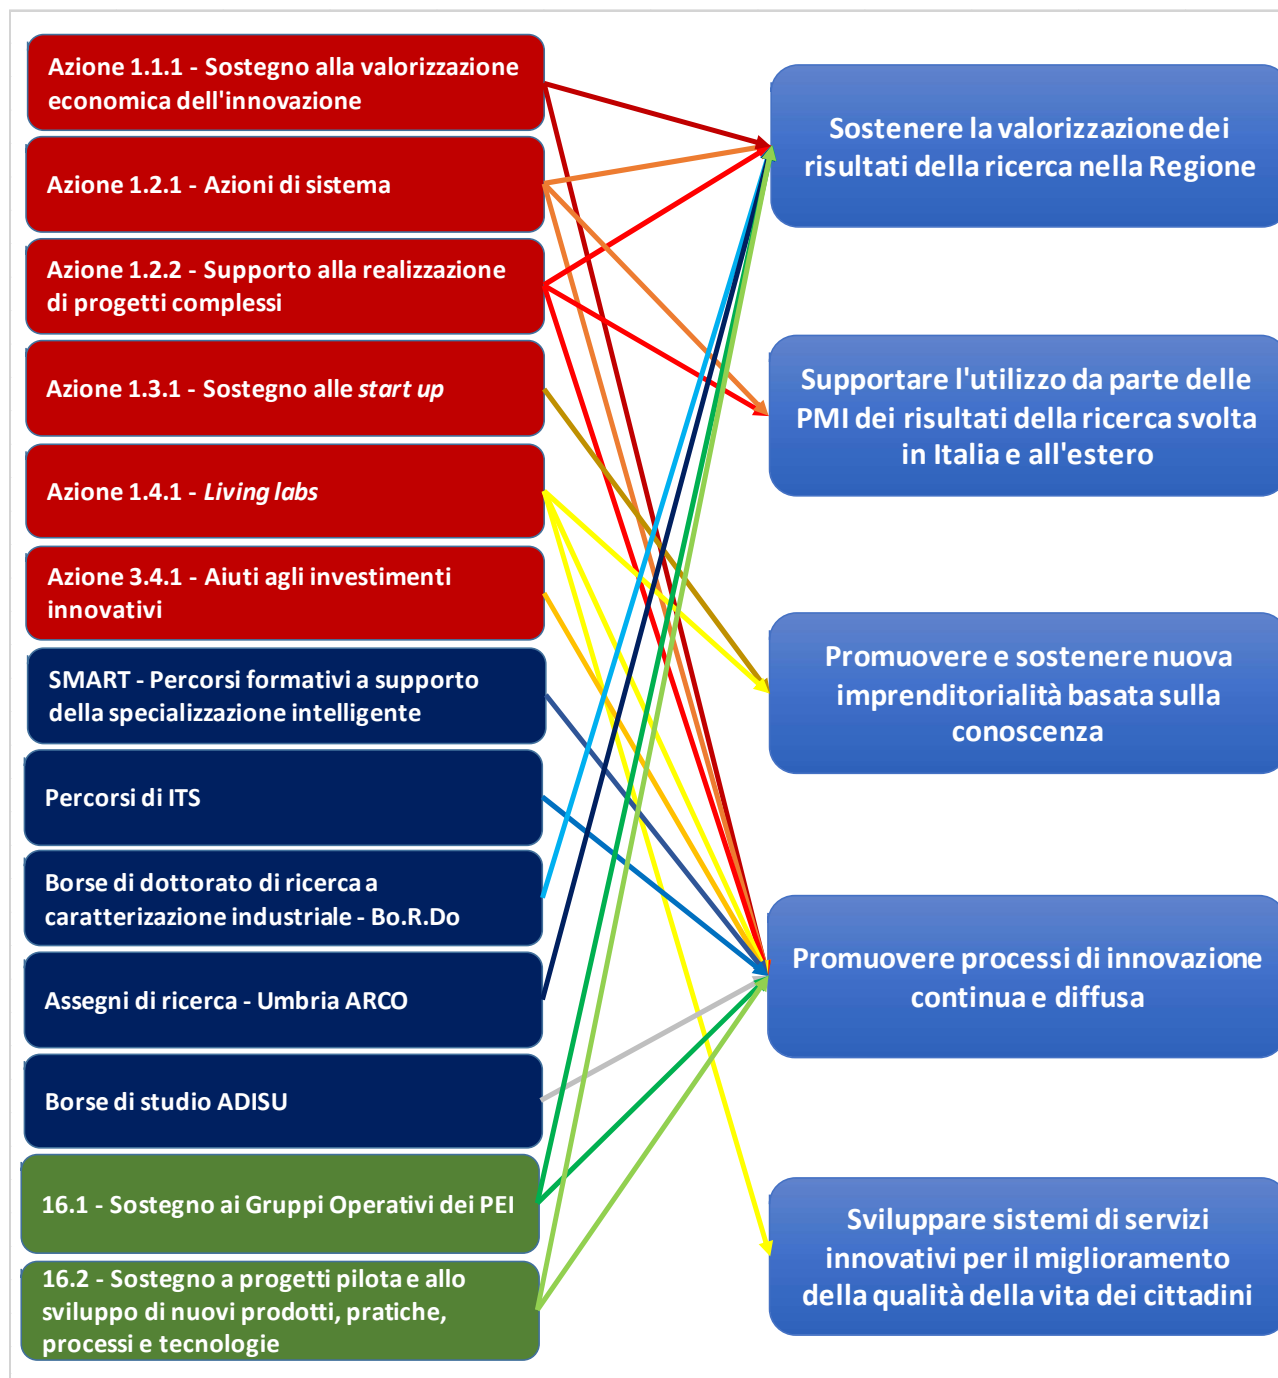 Azione 1.1.1 - Sostegno alla valorizzazione
economica dell'innovazione
Azione 1.2.1 - Azioni di sistema
Azione 1.2.2 - Supporto alla realizzazione
di progetti complessi
Azione 1.3.1 - Sostegno alle start up
Azione 1.4.1 - Living labs
Azione 3.4.1 - Aiuti agli investimenti
innovativi
SMART - Percorsi formativi a supporto
della specializzazione intelligente
Percorsi di ITS
Borse di dottorato di ricerca a
caratterizazione industriale - Bo.R.Do
Assegni di ricerca - Umbria ARCO
Borse di studio ADISU
16.1 - Sostegno ai Gruppi Operativi dei PEI
16.2 - Sostegno a progetti pilota e allo
sviluppo di nuovi prodotti, pratiche,
processi e tecnologie
Sostenere la valorizzazione dei
risultati della ricerca nella Regione
Supportare l'utilizzo da parte delle
PMI dei risultati della ricerca svolta
in Italia e all'estero
Promuovere e sostenere nuova
imprenditorialità basata sulla
conoscenza
Promuovere processi di innovazione
continua e diffusa
Sviluppare sistemi di servizi
innovativi per il miglioramento
della qualità della vita dei cittadini